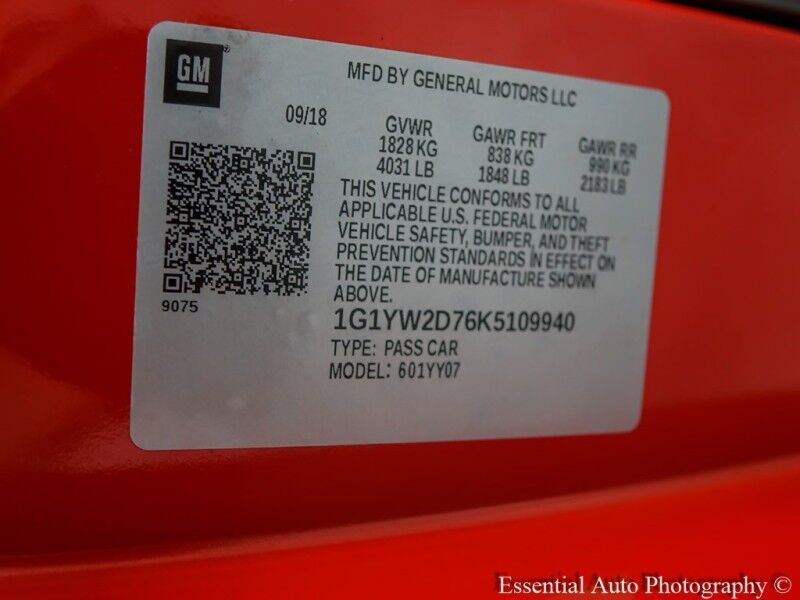 GM
MFD BY GENERAL MOTORS LLC
09/18
GVWR
1828 KG
4031 LB
GAWR FRT
838 KG
1848 LB
GAWR RR
990 KG
2183 LB
THIS VEHICLE CONFORMS TO ALL
APPLICABLE U.S. FEDERAL MOTOR
VEHICLE SAFETY, BUMPER, AND THEFT
PREVENTION STANDARDS IN EFFECT ON
THE DATE OF MANUFACTURE SHOWN
ABOVE.
9075
1G1YW2D76K5109940
TYPE: PASS CAR
MODEL: 601YY07
Essential Auto Photography ©